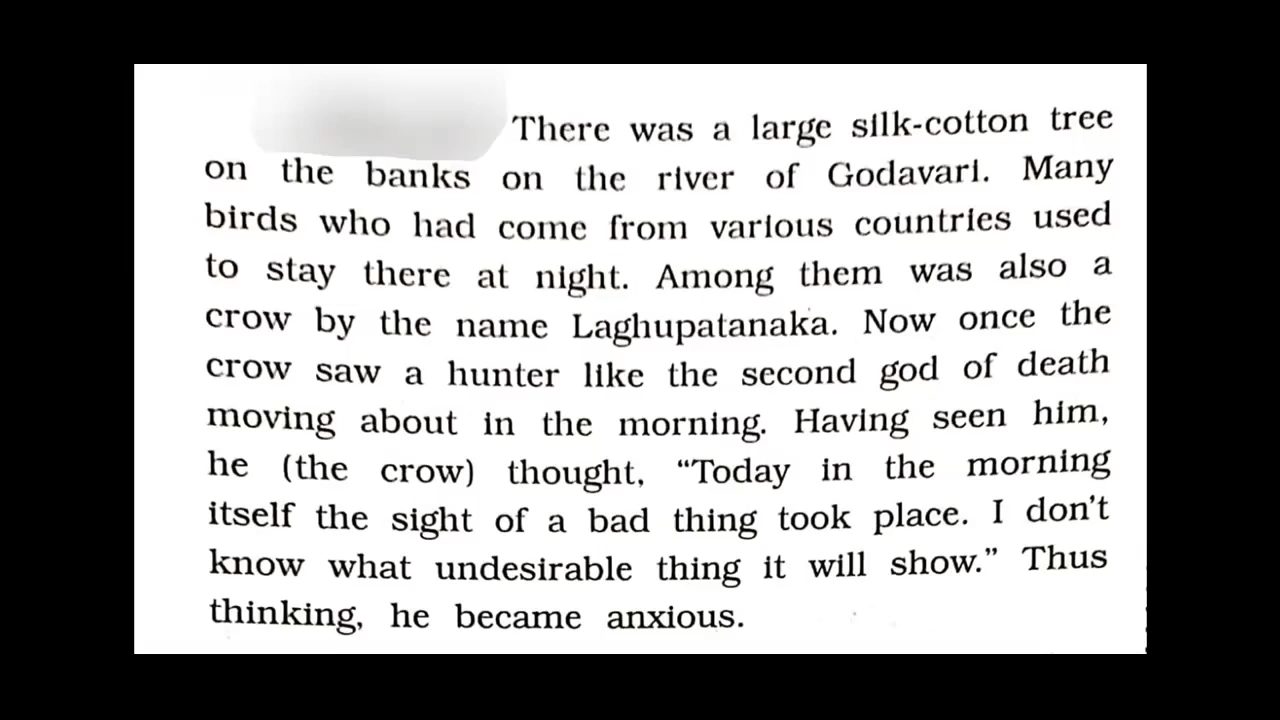 There was a large silk-cotton tree
on the banks on the river of Godavari. Many
birds who had come from various countries used
to stay there at night. Among them was also a
crow by the name Laghupatanaka. Now once the
crow saw a hunter like the second god of death
moving about in the morning. Having seen him,
he (the crow) thought, “Today in the morning
itself the sight of a bad thing took place. I don’t
know what undesirable thing it will show.” Thus
thinking, he became anxious.